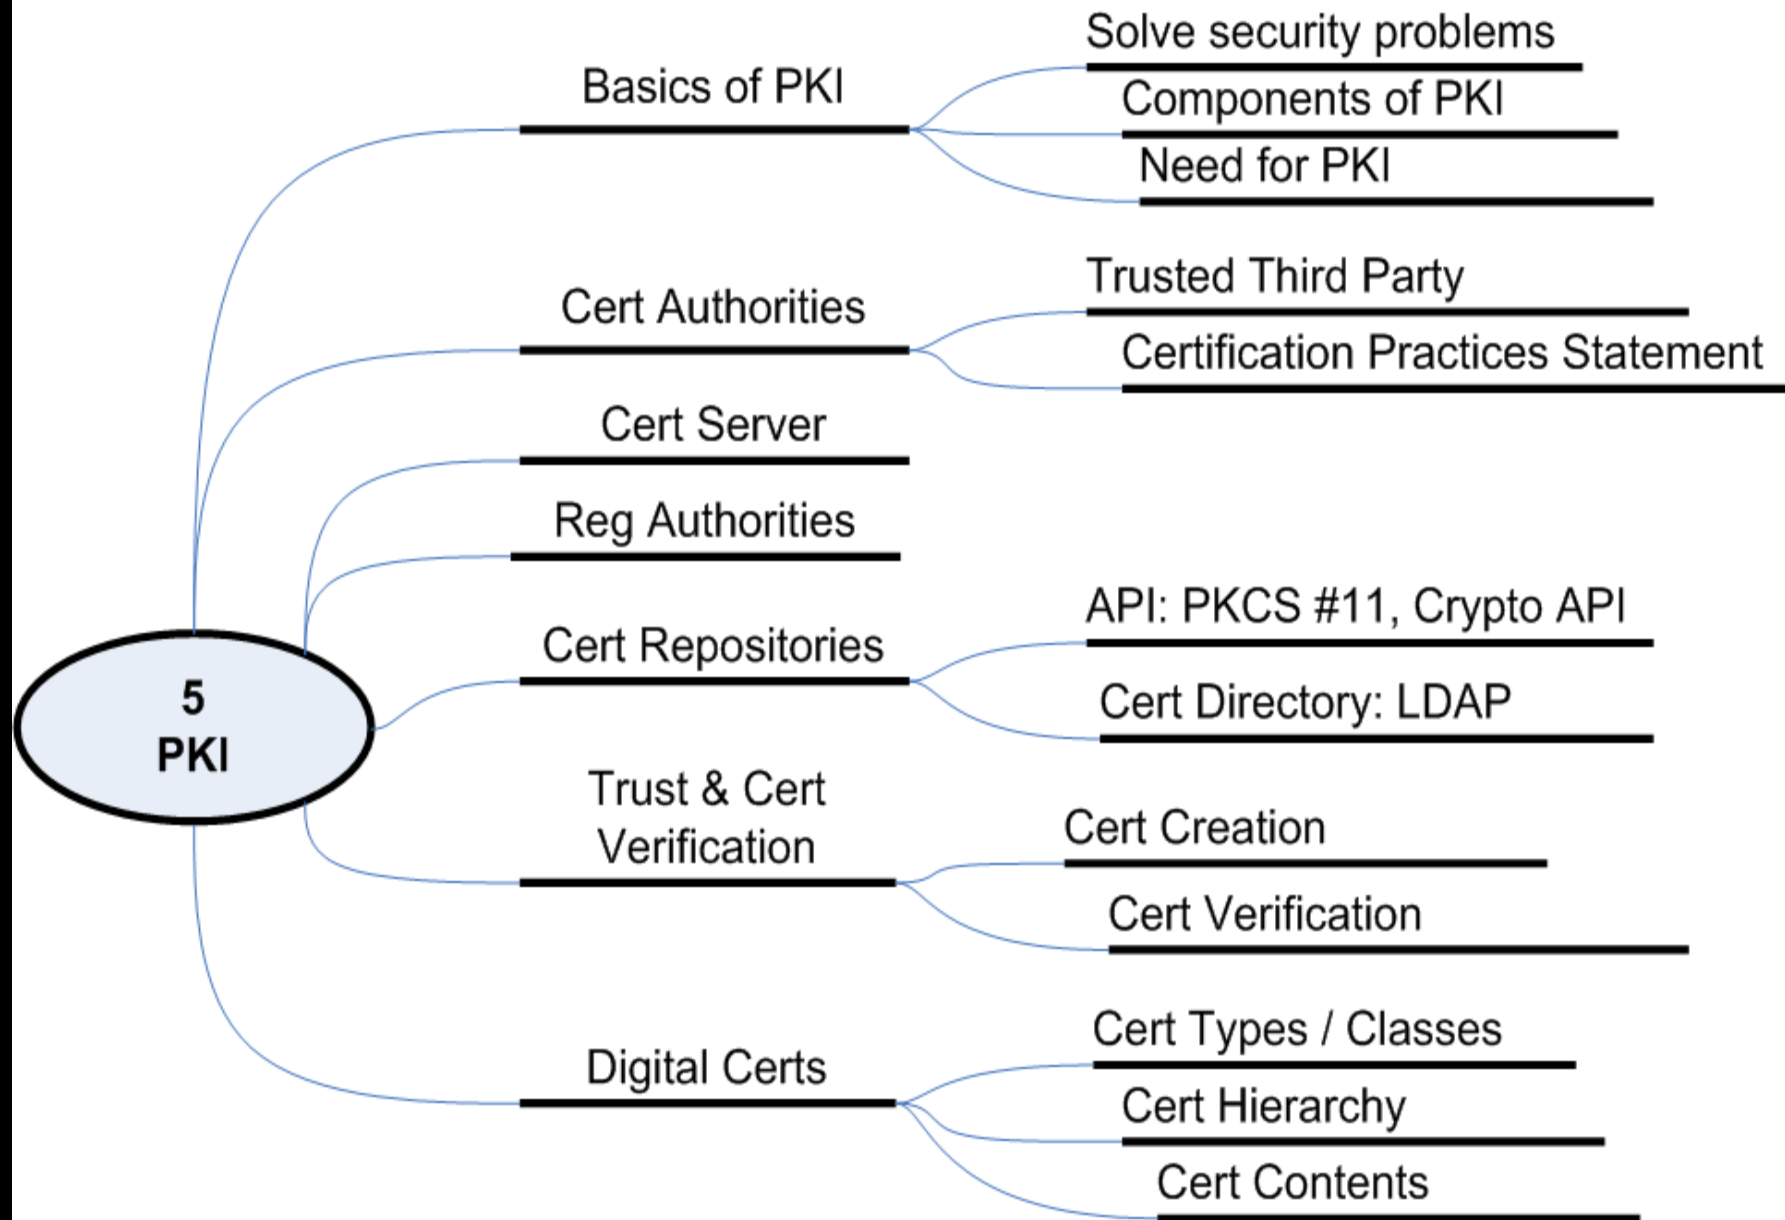 5
PKI
Basics of PKI
Solve security problems
Components of PKI
Need for PKI
Cert Authorities
Trusted Third Party
Certification Practices Statement
Cert Server
Reg Authorities
Cert Repositories
API: PKCS #11, Crypto API
Cert Directory: LDAP
Trust & Cert
Verification
Cert Creation
Cert Verification
Digital Certs
Cert Types / Classes
Cert Hierarchy
Cert Contents